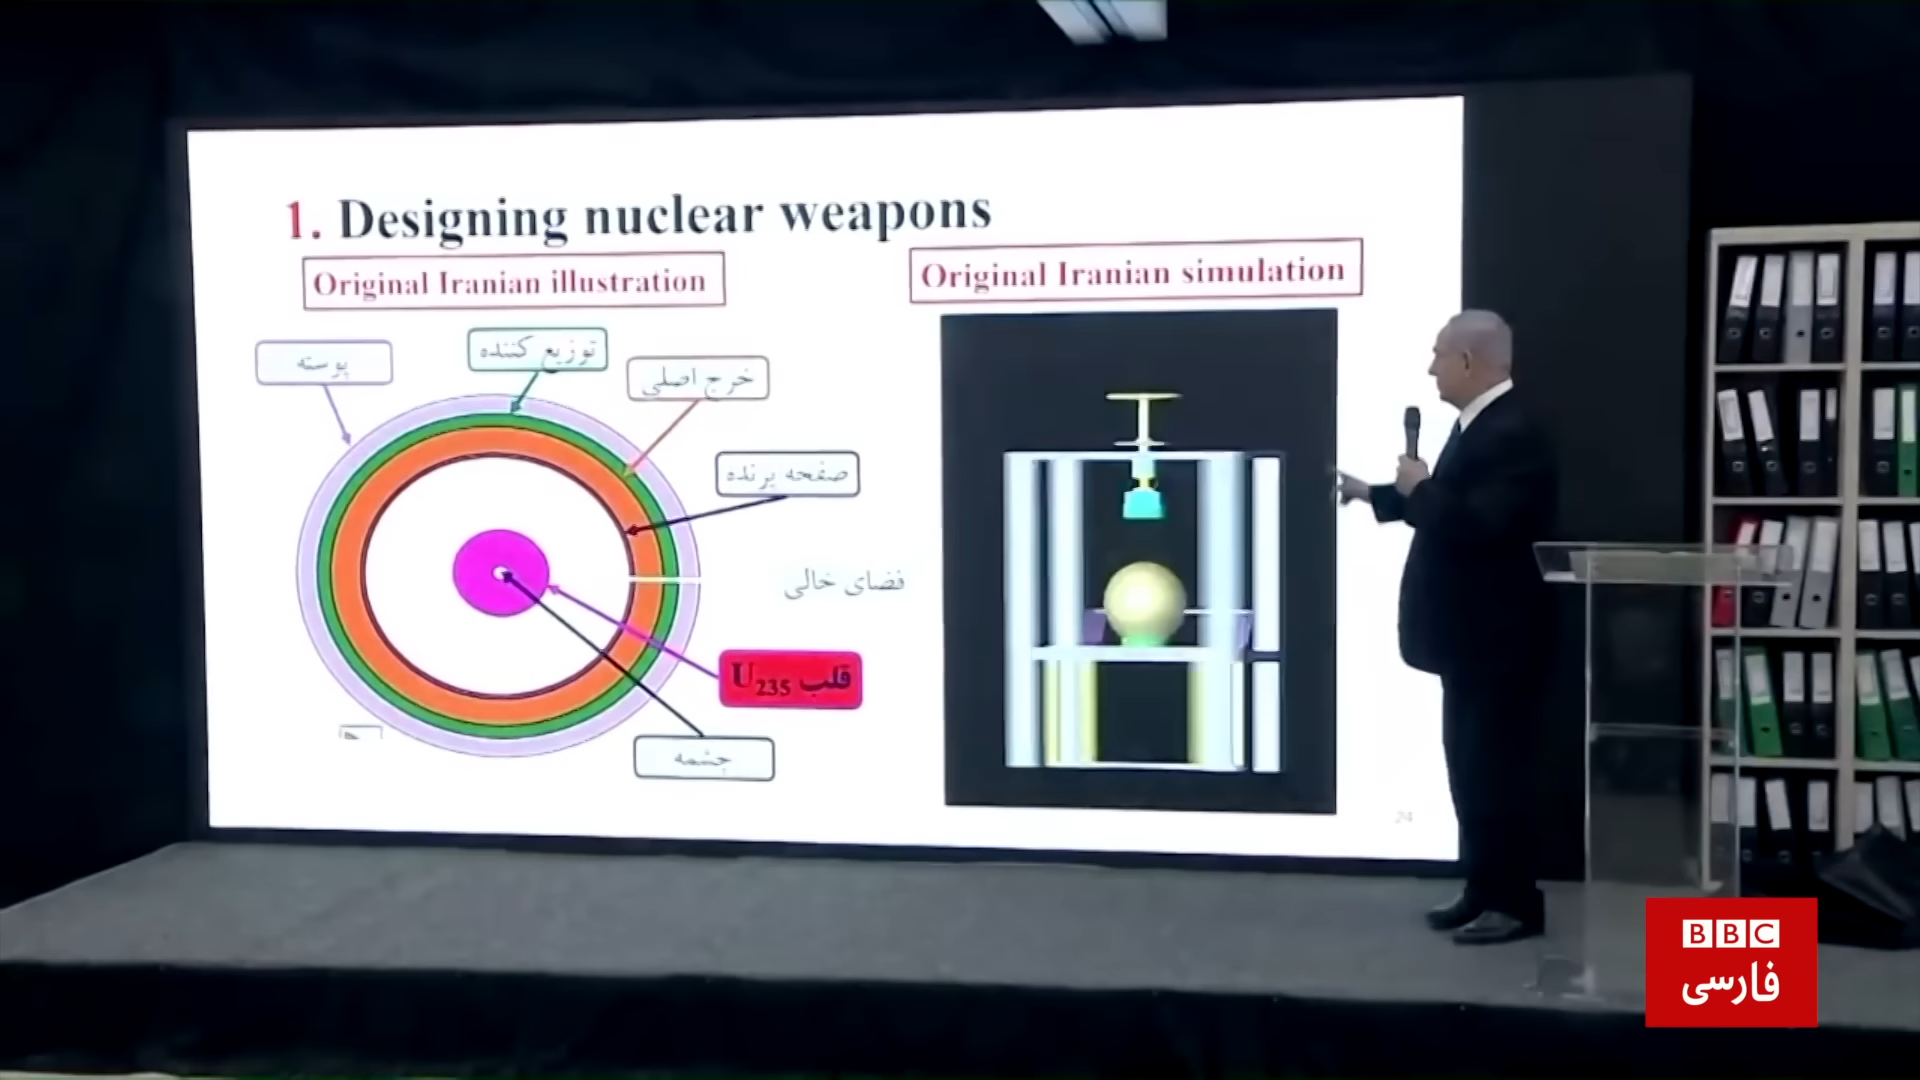 1. Designing nuclear weapons
Original Iranian illustration
Original Iranian simulation
پوسته
توزیع کننده
خرج اصلی
صفحه پرنده
فضای خالی
قلب U235
چشمه
24
BBC
فارسی